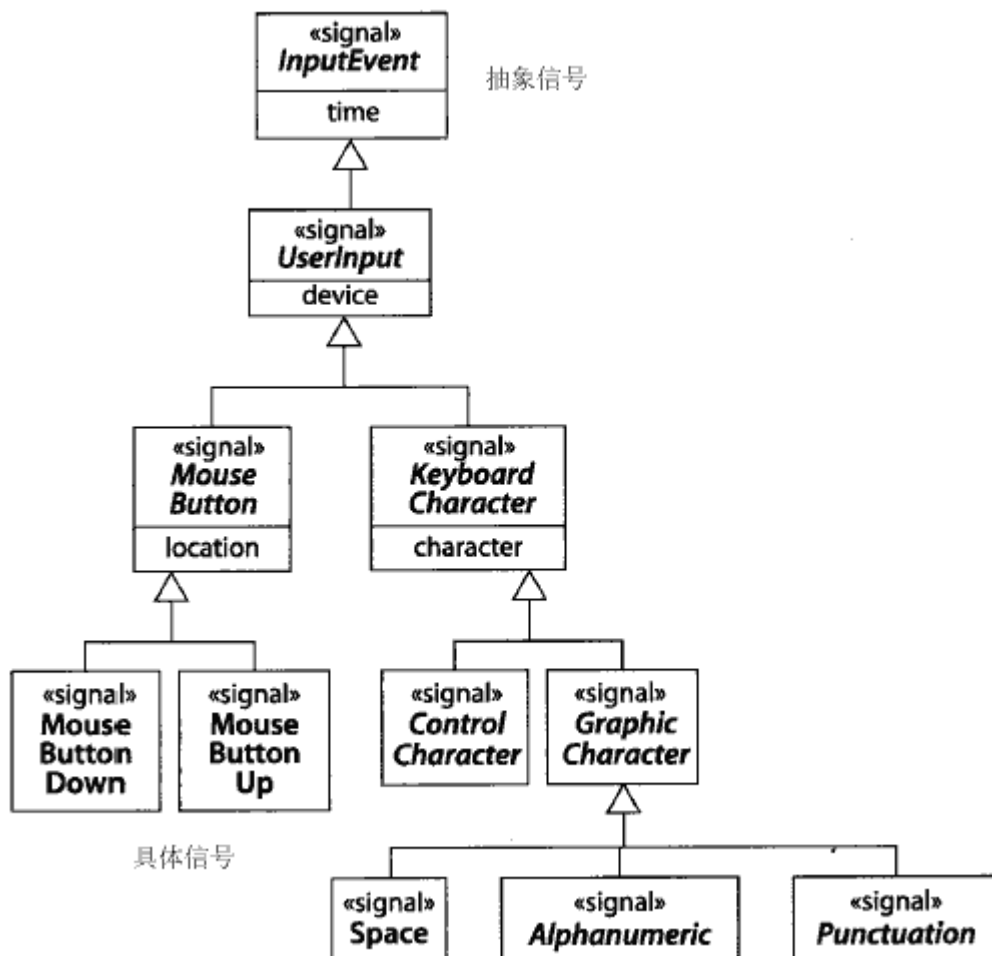 «signal»
InputEvent
抽象信号
time
«signal»
UserInput
device
«signal»
Mouse
Button
location
«signal»
Keyboard
Character
character
«signal»
Mouse
Button
Down
«signal»
Mouse
Button
Up
«signal»
Control
Character
«signal»
Graphic
Character
具体信号
«signal»
Space
«signal»
Alphanumeric
«signal»
Punctuation